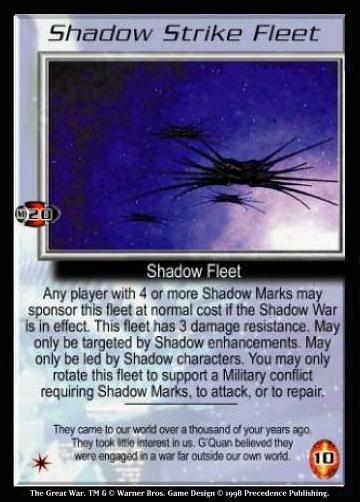 Shadow Strike Fleet
M 20
Shadow Fleet
Any player with 4 or more Shadow Marks may
sponsor this fleet at normal cost if the Shadow War
is in effect. This fleet has 3 damage resistance. May
only be targeted by Shadow enhancements. May
only be led by Shadow characters. You may only
rotate this fleet to support a Military conflict
requiring Shadow Marks, to attack, or to repair.
They came to our world over a thousand of your years ago.
They took little interest in us. G'Quan believed they
were engaged in a war far outside our own world.
10
The Great War. TM & © Warner Bros. Game Design © 1998 Precedence Publishing.